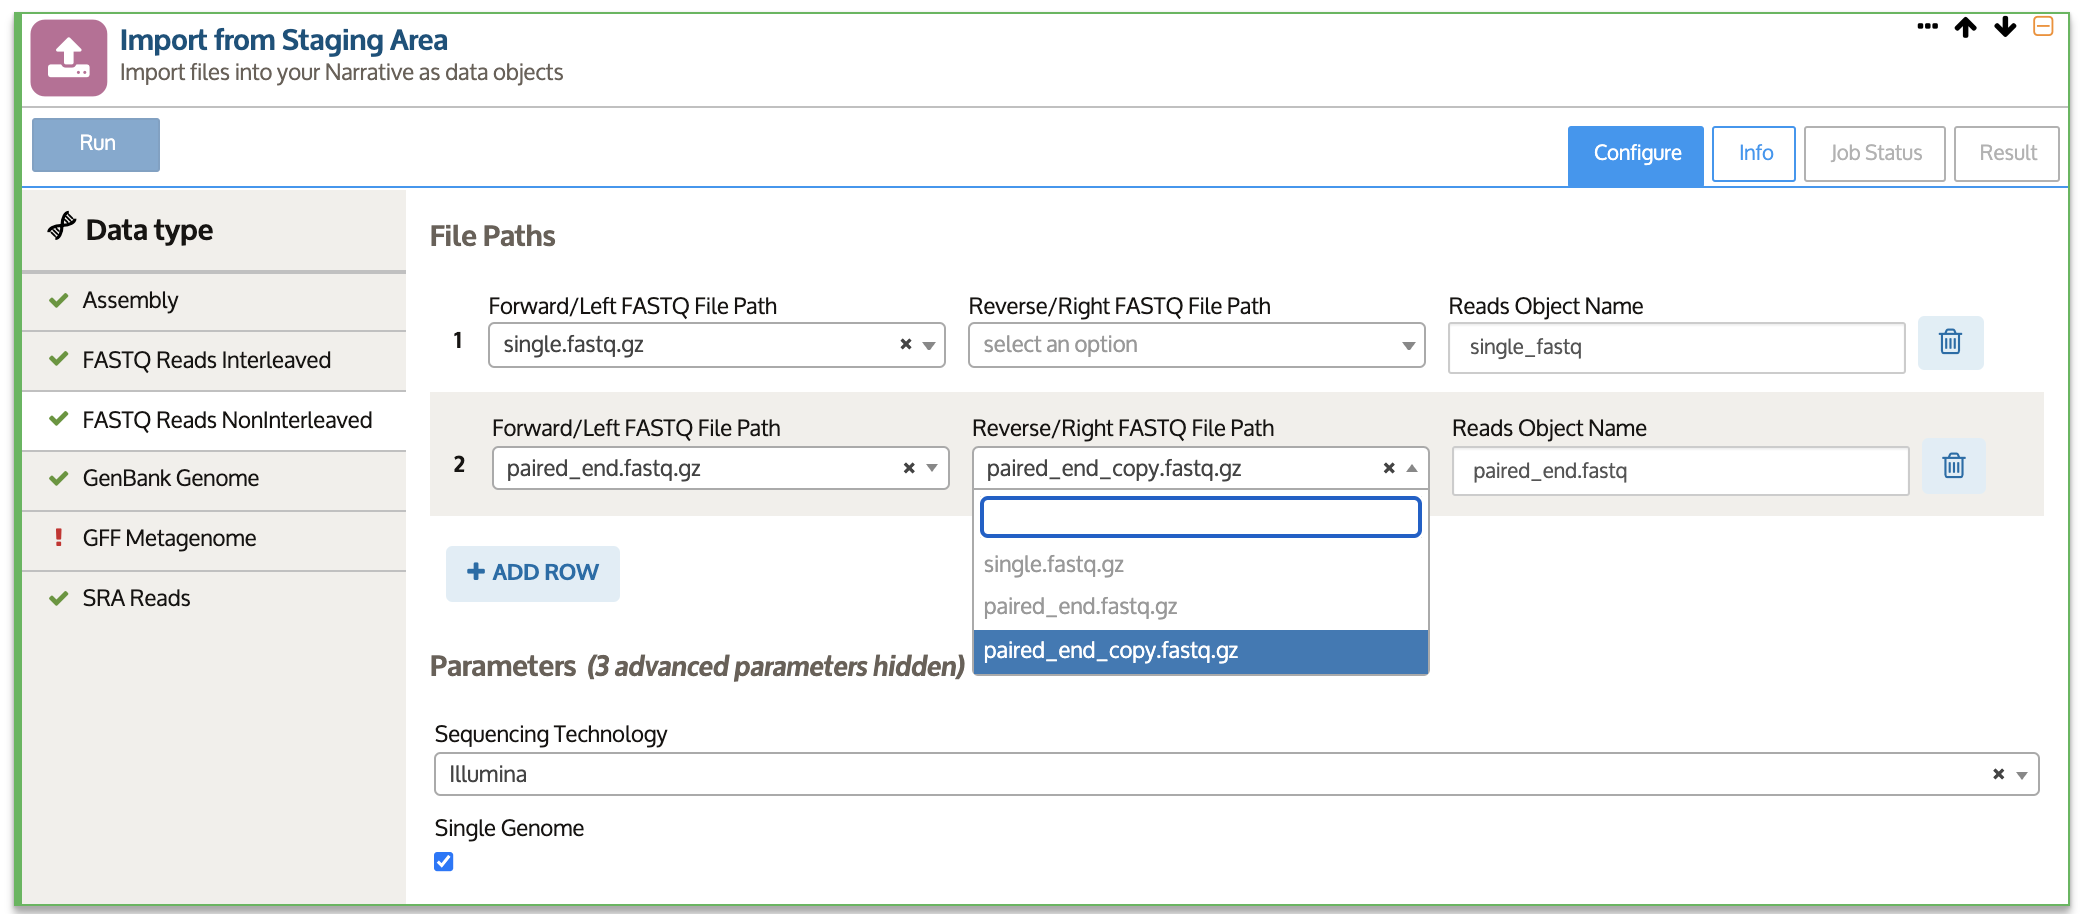 Import from Staging Area
Import files into your Narrative as data objects
Run
Configure
Info
Job Status
Result
Data type
Assembly
FASTQ Reads Interleaved
FASTQ Reads NonInterleaved
GenBank Genome
GFF Metagenome
SRA Reads
File Paths
Forward/Left FASTQ File Path
Reverse/Right FASTQ File Path
Reads Object Name
1
single.fastq.gz
select an option
single_fastq
Forward/Left FASTQ File Path
Reverse/Right FASTQ File Path
Reads Object Name
2
paired_end.fastq.gz
paired_end_copy.fastq.gz
paired_end.fastq
single.fastq.gz
paired_end.fastq.gz
paired_end_copy.fastq.gz
+ ADD ROW
Parameters (3 advanced parameters hidden)
Sequencing Technology
Illumina
Single Genome